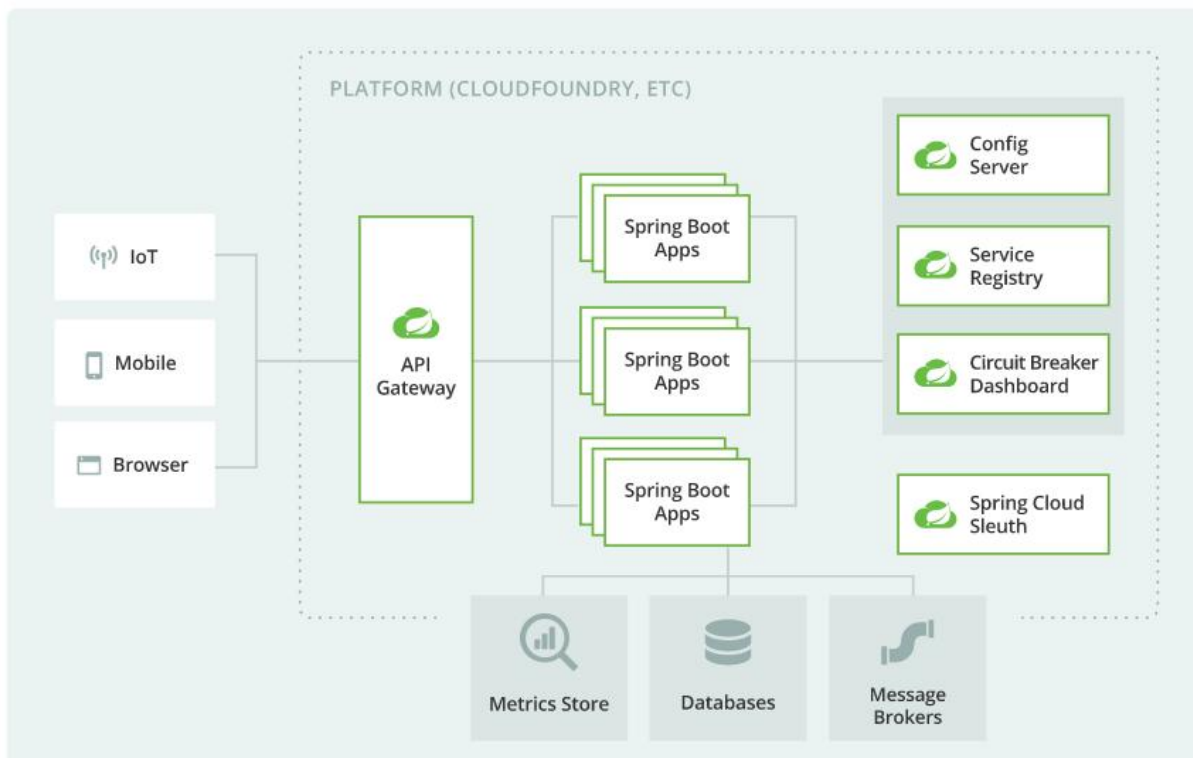 PLATFORM (CLOUDFOUNDRY, ETC)
IoT
Mobile
Browser
API
Gateway
Spring Boot
Apps
Spring Boot
Apps
Spring Boot
Apps
Config
Server
Service
Registry
Circuit Breaker
Dashboard
Spring Cloud
Sleuth
Metrics Store
Databases
Message
Brokers